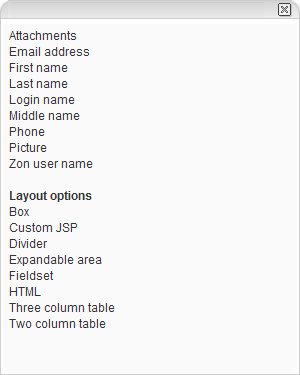 Attachments
Email address
First name
Last name
Login name
Middle name
Phone
Picture
Zon user name
Layout options
Box
Custom JSP
Divider
Expandable area
Fieldset
HTML
Three column table
Two column table